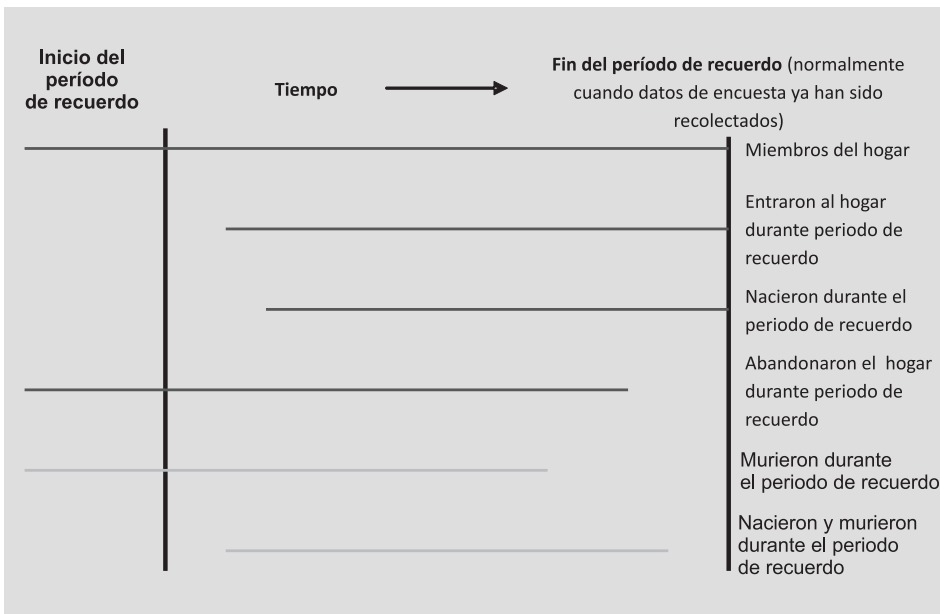 Inicio del
período
de recuerdo
Tiempo
Fin del período de recuerdo (normalmente
cuando datos de encuesta ya han sido
recolectados)
Miembros del hogar
Entraron al hogar
durante periodo de
recuerdo
Nacieron durante el
periodo de recuerdo
Abandonaron el hogar
durante periodo de
recuerdo
Murieron durante
el periodo de recuerdo
Nacieron y murieron
durante el periodo
de recuerdo